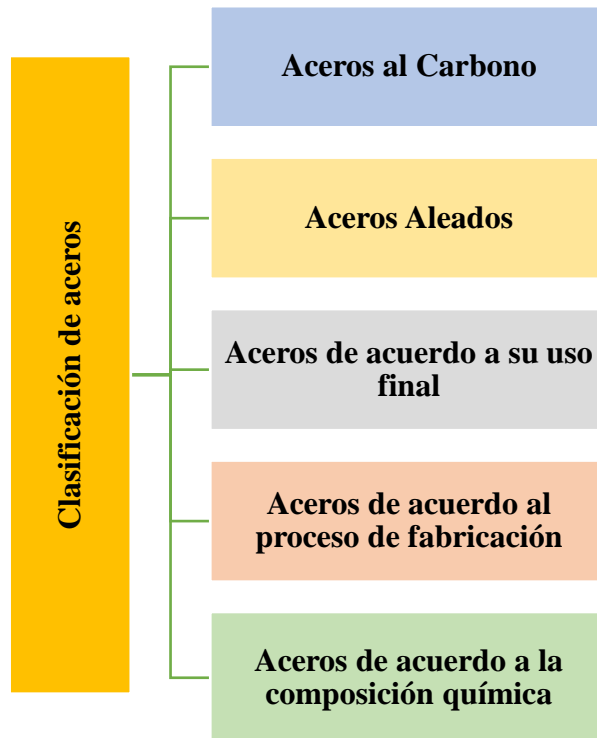 Clasificación de aceros
Aceros al Carbono
Aceros Aleados
Aceros de acuerdo a su uso
final
Aceros de acuerdo al
proceso de fabricación
Aceros de acuerdo a la
composición química